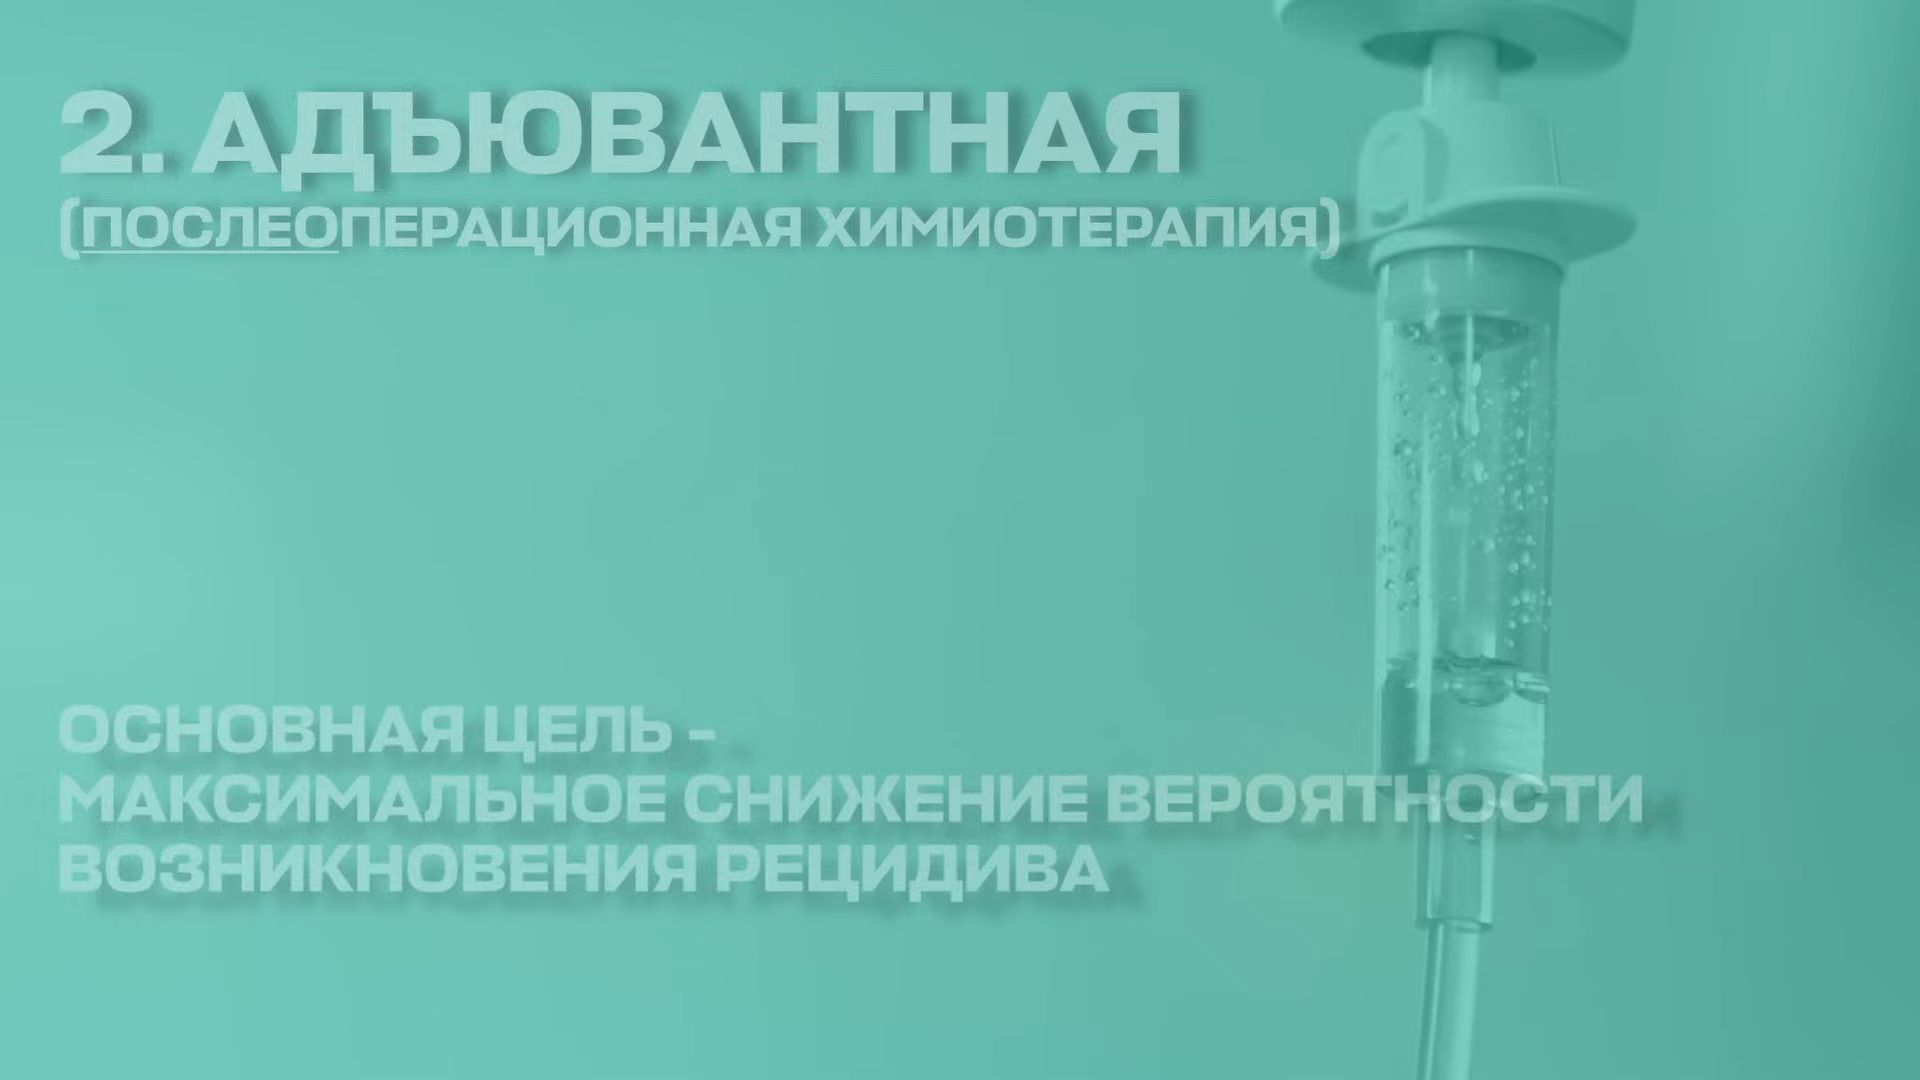 2. АДЪЮВАНТНАЯ
(ПОСЛЕОПЕРАЦИОННАЯ ХИМИОТЕРАПИЯ)
ОСНОВНАЯ ЦЕЛЬ -
МАКСИМАЛЬНОЕ СНИЖЕНИЕ ВЕРОЯТНОСТИ
ВОЗНИКНОВЕНИЯ РЕЦИДИВА